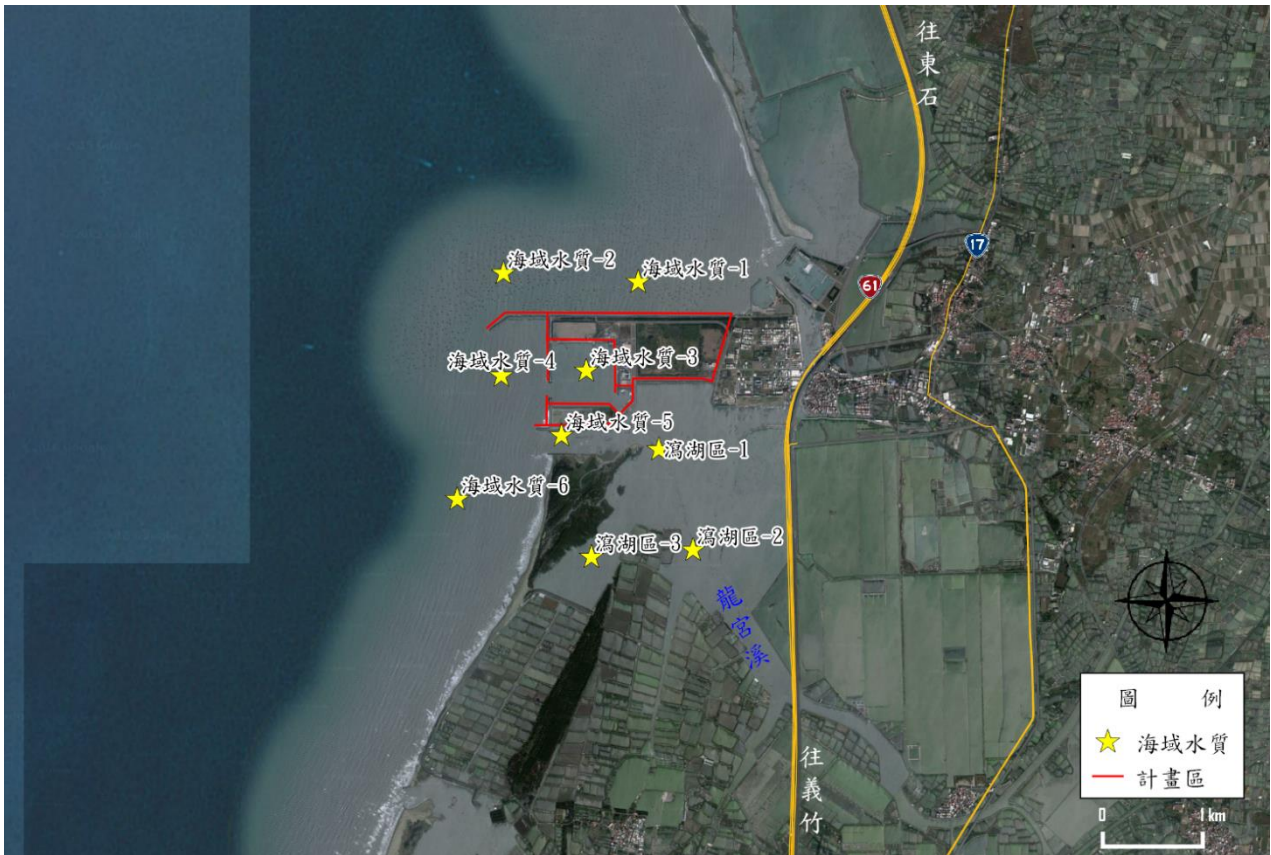 往東石
海域水質-2
海域水質-1
17
61
海域水質-4
海域水質-3
海域水質-5
瀉湖區-1
海域水質-6
瀉湖區-3
瀉湖區-2
龍宮溪
往義竹
圖 例
海域水質
計畫區
0 1 km